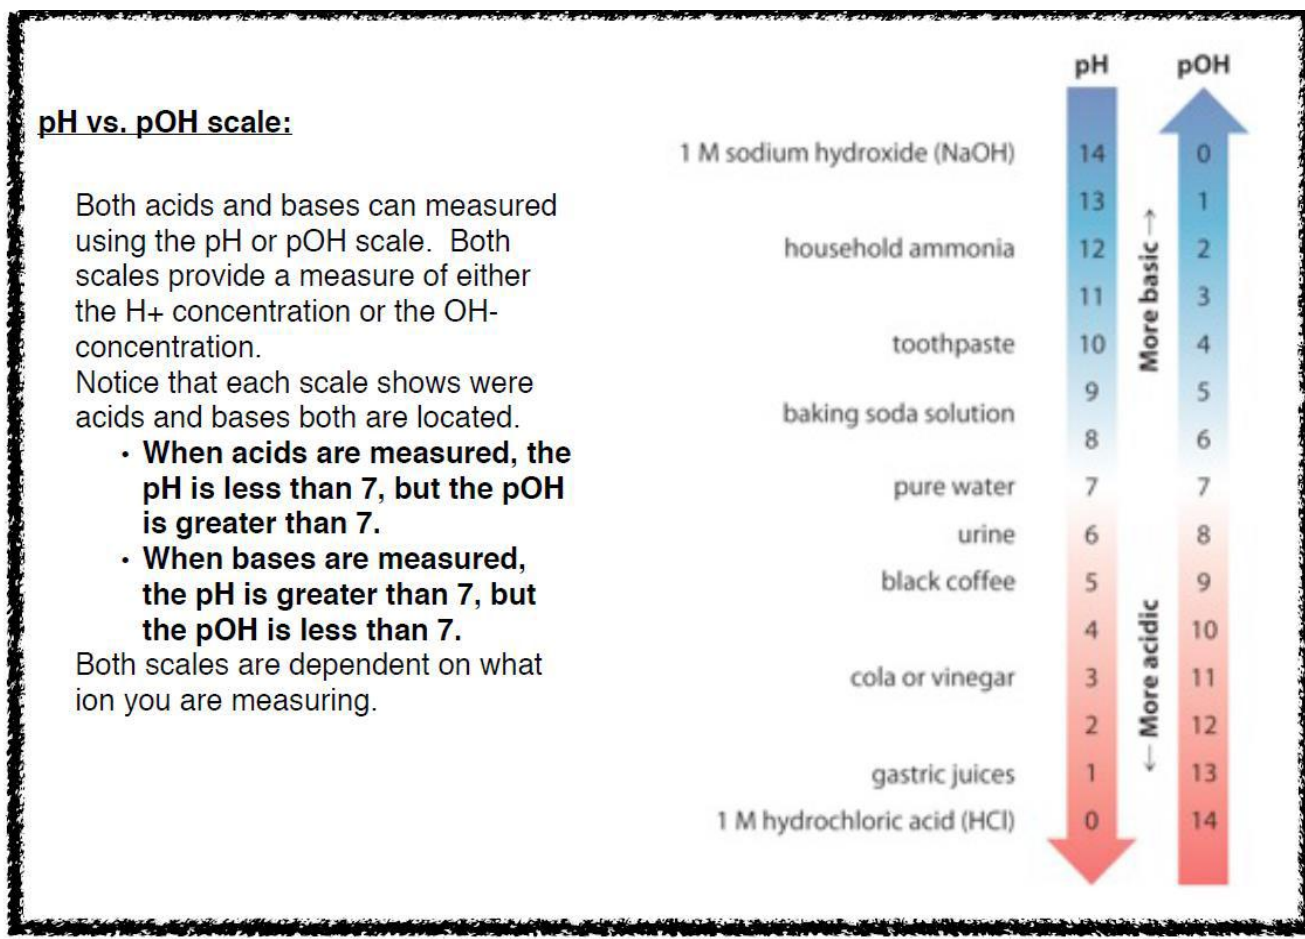 pH vs. pOH scale:
Both acids and bases can measured
using the pH or pOH scale.  Both
scales provide a measure of either
the H+ concentration or the OH-
concentration.
Notice that each scale shows were
acids and bases both are located.
• When acids are measured, the
pH is less than 7, but the pOH
is greater than 7.
• When bases are measured,
the pH is greater than 7, but
the pOH is less than 7.
Both scales are dependent on what
ion you are measuring.
pH pOH
1 M sodium hydroxide (NaOH) 14 0
13 1
household ammonia 12 2
11 3
toothpaste 10 4
9 5
baking soda solution
8 6
pure water 7 7
urine 6 8
black coffee 5 9
4 10
cola or vinegar 3 11
2 12
gastric juices 1 13
1 M hydrochloric acid (HCl) 0 14
More basic →
← More acidic